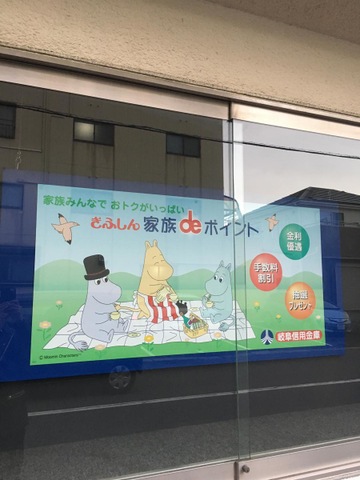 家族みんなで おトクがいっぱい
ぎふしん 家族 de ポイント
金利
優遇
手数料
割引
抽選
プレゼント
岐阜信用金庫
© Moomin Characters™